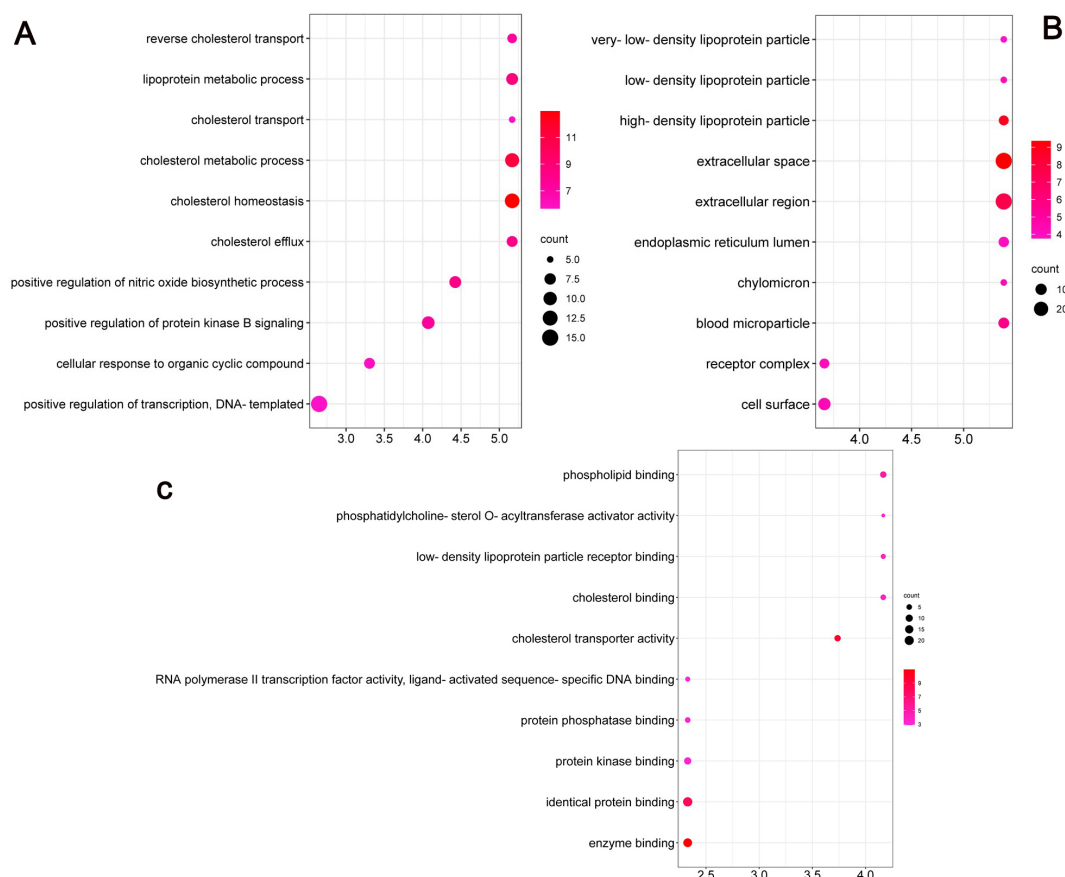 A
reverse cholesterol transport
lipoprotein metabolic process
cholesterol transport
cholesterol metabolic process
cholesterol homeostasis
cholesterol efflux
positive regulation of nitric oxide biosynthetic process
positive regulation of protein kinase B signaling
cellular response to organic cyclic compound
positive regulation of transcription, DNA- templated
3.0 3.5 4.0 4.5 5.0
11
9
7
count
5.0
7.5
10.0
12.5
15.0
B
very- low- density lipoprotein particle
low- density lipoprotein particle
high- density lipoprotein particle
extracellular space
extracellular region
endoplasmic reticulum lumen
chylomicron
blood microparticle
receptor complex
cell surface
4.0 4.5 5.0
9
8
7
6
5
4
count
10
20
C
phospholipid binding
phosphatidylcholine- sterol O- acyltransferase activator activity
low- density lipoprotein particle receptor binding
cholesterol binding
cholesterol transporter activity
RNA polymerase II transcription factor activity, ligand- activated sequence- specific DNA binding
protein phosphatase binding
protein kinase binding
identical protein binding
enzyme binding
2.5 3.0 3.5 4.0
count
5
10
15
20
9
7
5
3